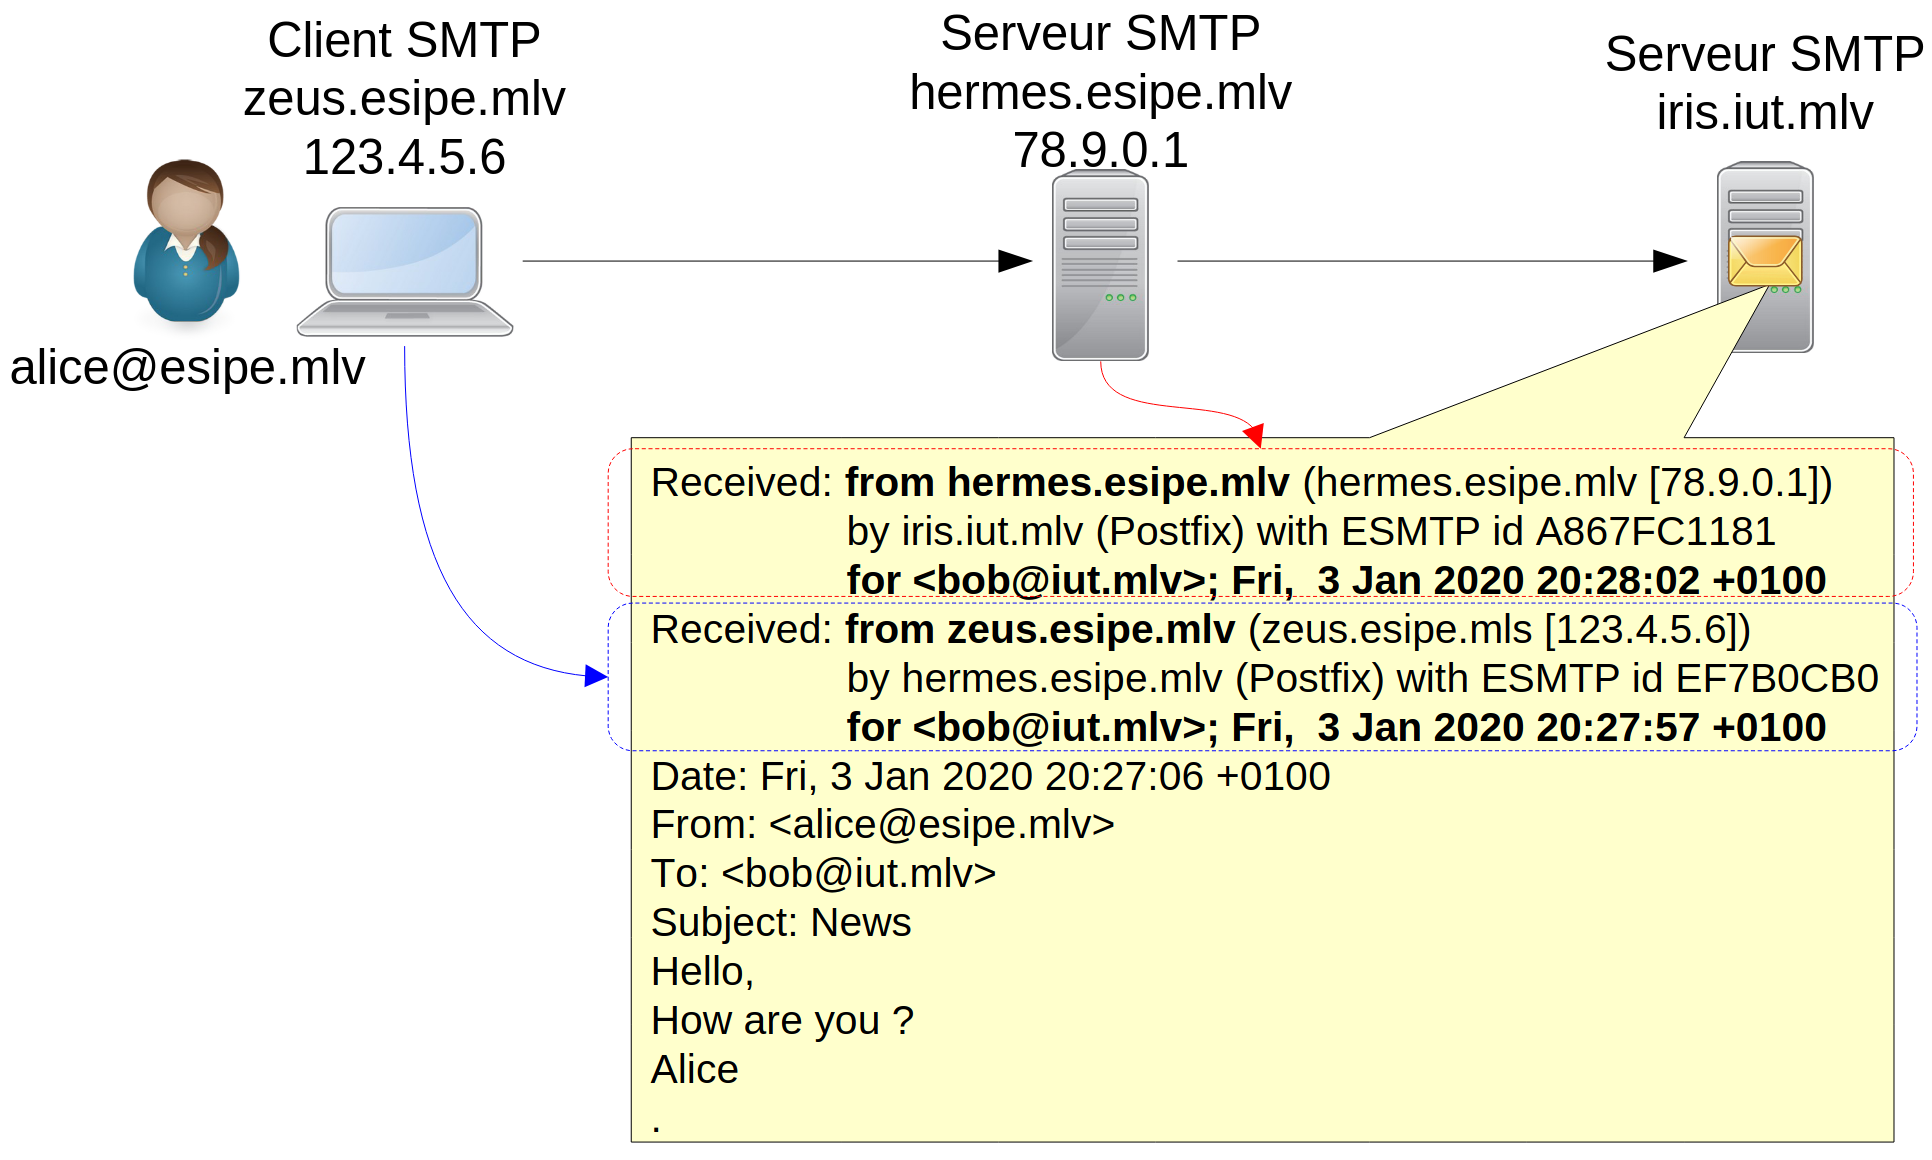 Client SMTP
zeus.esipe.mlv
123.4.5.6
Serveur SMTP
hermes.esipe.mlv
78.9.0.1
Serveur SMTP
iris.iut.mlv
alice@esipe.mlv
Received: from hermes.esipe.mlv (hermes.esipe.mlv [78.9.0.1])
by iris.iut.mlv (Postfix) with ESMTP id A867FC1181
for <bob@iut.mlv>; Fri,  3 Jan 2020 20:28:02 +0100
Received: from zeus.esipe.mlv (zeus.esipe.mls [123.4.5.6])
by hermes.esipe.mlv (Postfix) with ESMTP id EF7B0CB0
for <bob@iut.mlv>; Fri,  3 Jan 2020 20:27:57 +0100
Date: Fri, 3 Jan 2020 20:27:06 +0100
From: <alice@esipe.mlv>
To: <bob@iut.mlv>
Subject: News
Hello,
How are you ?
Alice
.